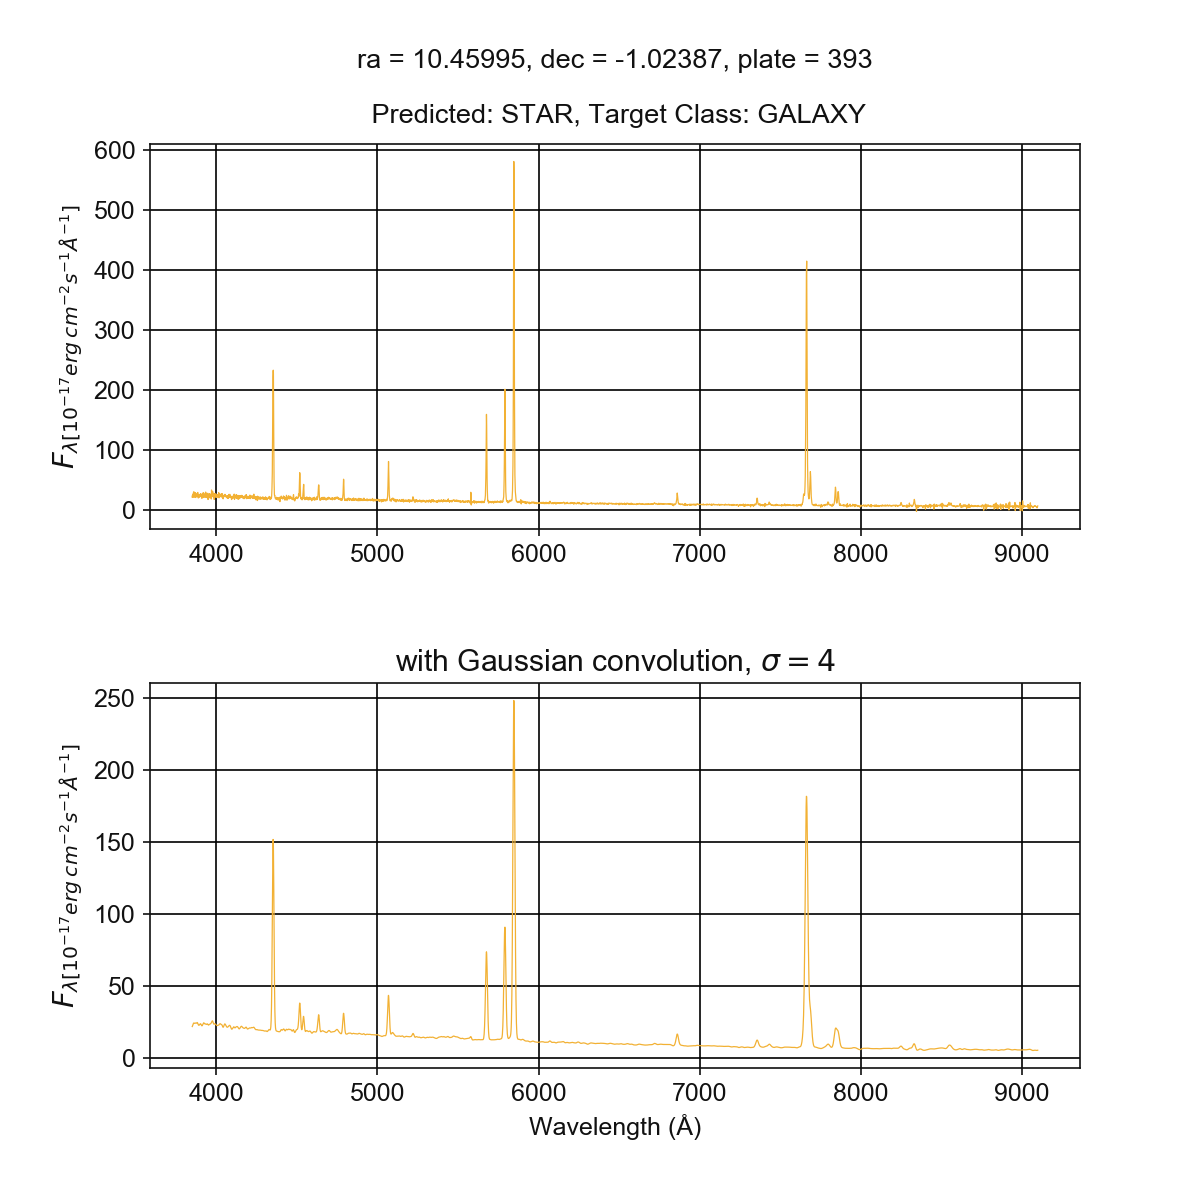 ra = 10.45995, dec = -1.02387, plate = 393
Predicted: STAR, Target Class: GALAXY
600
500
400
300
200
100
0
F_λ[10⁻¹⁷erg cm⁻²s⁻¹Å⁻¹]
4000 5000 6000 7000 8000 9000
with Gaussian convolution, σ = 4
250
200
150
100
50
0
F_λ[10⁻¹⁷erg cm⁻²s⁻¹Å⁻¹]
4000 5000 6000 7000 8000 9000
Wavelength (Å)